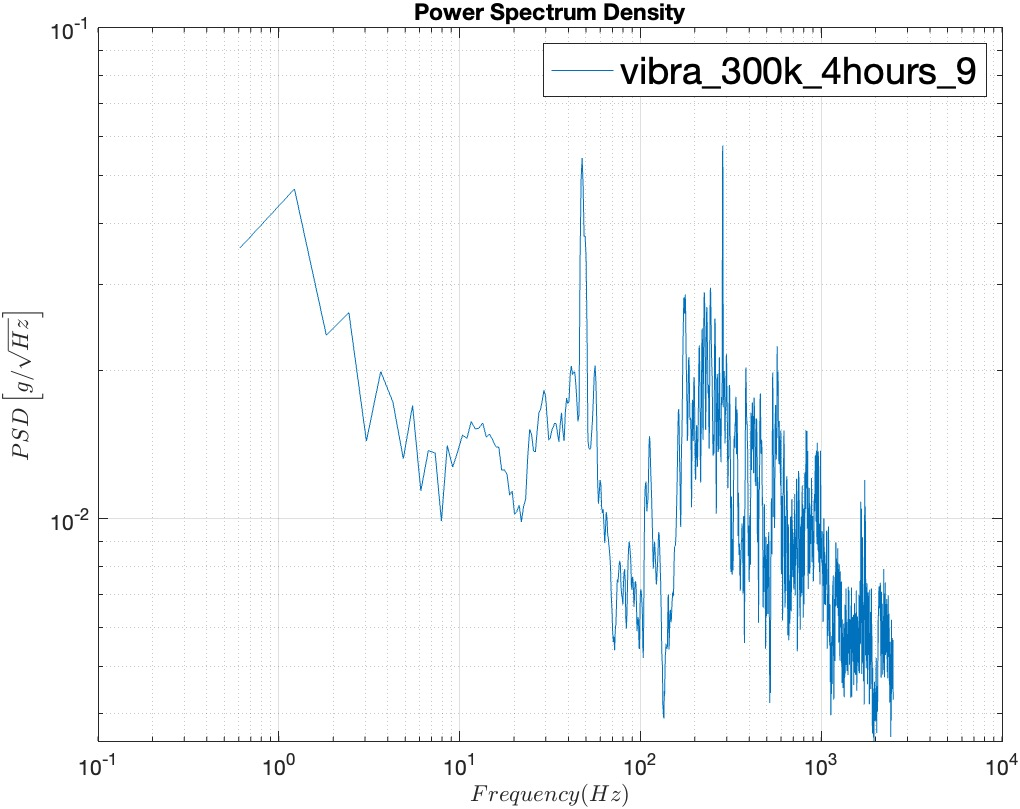 Power Spectrum Density
vibra_300k_4hours_9
10^-1
10^-2
PSD [g/√Hz]
10^-1 10^0 10^1 10^2 10^3 10^4
Frequency(Hz)